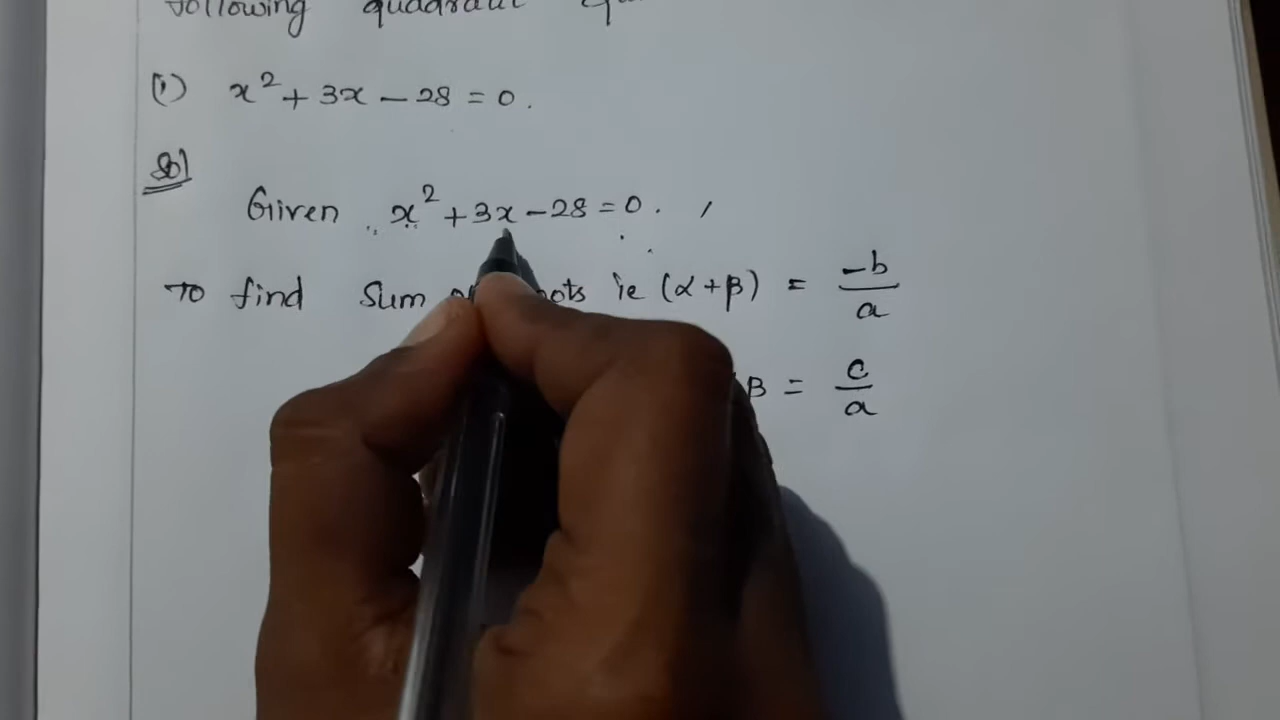 following
(i) x² + 3x - 28 = 0.
Sol
Given x² + 3x - 28 = 0. ,
To find Sum ie (α + β) = -b/a
β = c/a